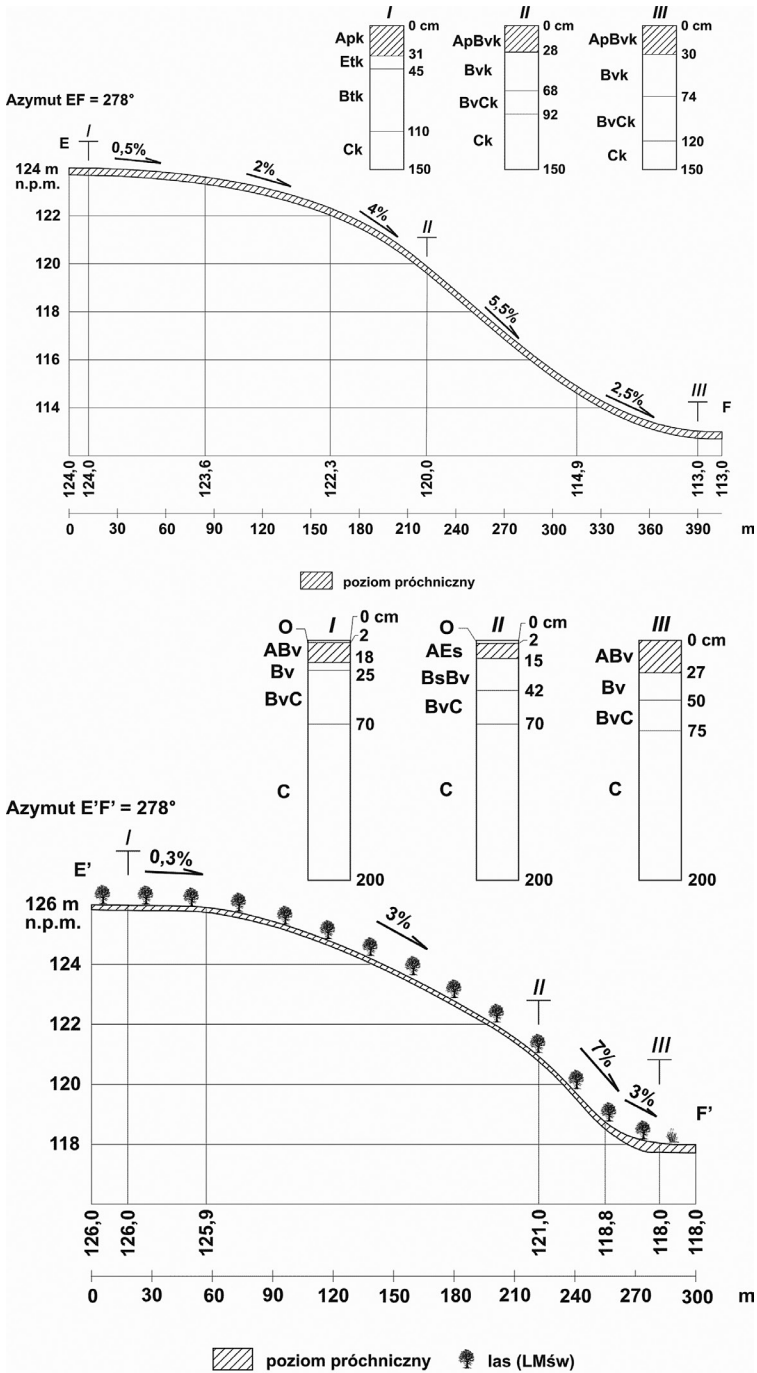 I II III
0 cm 0 cm 0 cm
Apk ApBvk ApBvk
31 28 30
Etk
45
Bvk Bvk
68 74
Btk BvCk BvCk
92
110 120
Ck Ck Ck
150 150 150
Azymut EF = 278°
E I 0,5%
2%
4%
II
5,5%
2,5%
III
F
124 m
n.p.m.
122
120
118
116
114
124,0 124,0 123,6 122,3 120,0 114,9 113,0 113,0
0 30 60 90 120 150 180 210 240 270 300 330 360 390 m
poziom próchniczny
I II III
0 cm 0 cm 0 cm
O 2 O 2
ABv AEs ABv
18 15 27
Bv BsBv Bv
25 42 50
BvC BvC BvC
70 70 75
C C C
200 200 200
Azymut E'F' = 278°
E' I 0,3%
3%
II
7%
3%
III
F'
126 m
n.p.m.
124
122
120
118
126,0 126,0 125,9 121,0 118,8 118,0 118,0
0 30 60 90 120 150 180 210 240 270 300 m
poziom próchniczny las (LMśw)